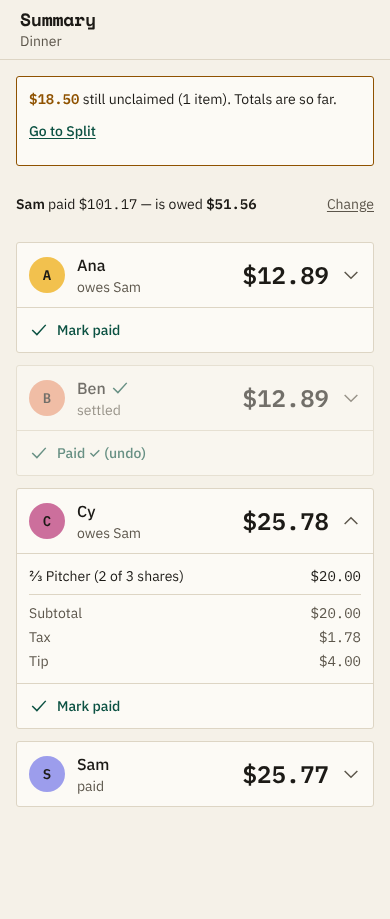 Summary
Dinner
$18.50 still unclaimed (1 item). Totals are so far.
Go to Split
Sam paid $101.17 — is owed $51.56
Change
A
Ana
owes Sam
$12.89
Mark paid
B
Ben ✓
settled
$12.89
Paid ✓ (undo)
C
Cy
owes Sam
$25.78
⅔ Pitcher (2 of 3 shares) $20.00
Subtotal $20.00
Tax $1.78
Tip $4.00
Mark paid
S
Sam
paid
$25.77